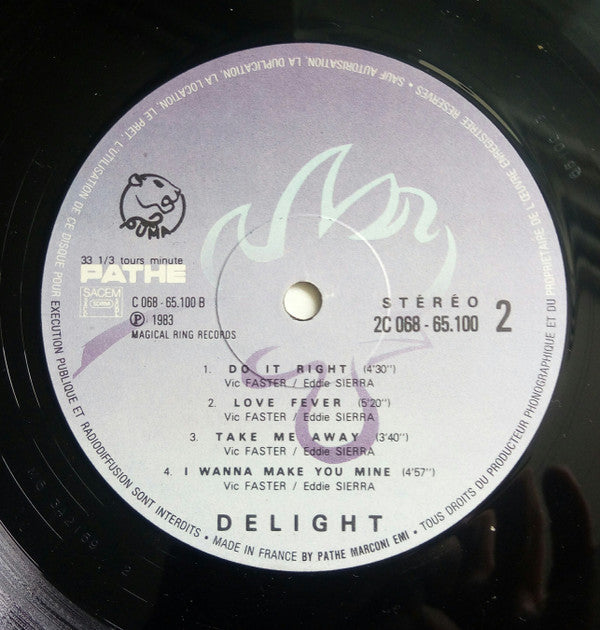 PUMA
33 1/3 tours minute
PATHE
SACEM
C 068 - 65.100 B
Ⓟ 1983
MAGICAL RING RECORDS
STÉRÉO
2C 068 - 65.100 2
1. DO IT RIGHT (4'30")
Vic FASTER / Eddie SIERRA
2. LOVE FEVER (5'20")
Vic FASTER / Eddie SIERRA
3. TAKE ME AWAY (3'40")
Vic FASTER / Eddie SIERRA
4. I WANNA MAKE YOU MINE (4'57")
Vic FASTER / Eddie SIERRA
DELIGHT
• MADE IN FRANCE BY PATHE MARCONI EMI •
TOUS DROITS DU PRODUCTEUR PHONOGRAPHIQUE ET DU PROPRIETAIRE DE L'ŒUVRE ENREGISTREE RESERVES • SAUF AUTORISATION, LA DUPLICATION, LA LOCATION, LE PRET, L'UTILISATION DE CE DISQUE POUR EXECUTION PUBLIQUE ET RADIODIFFUSION SONT INTERDITS